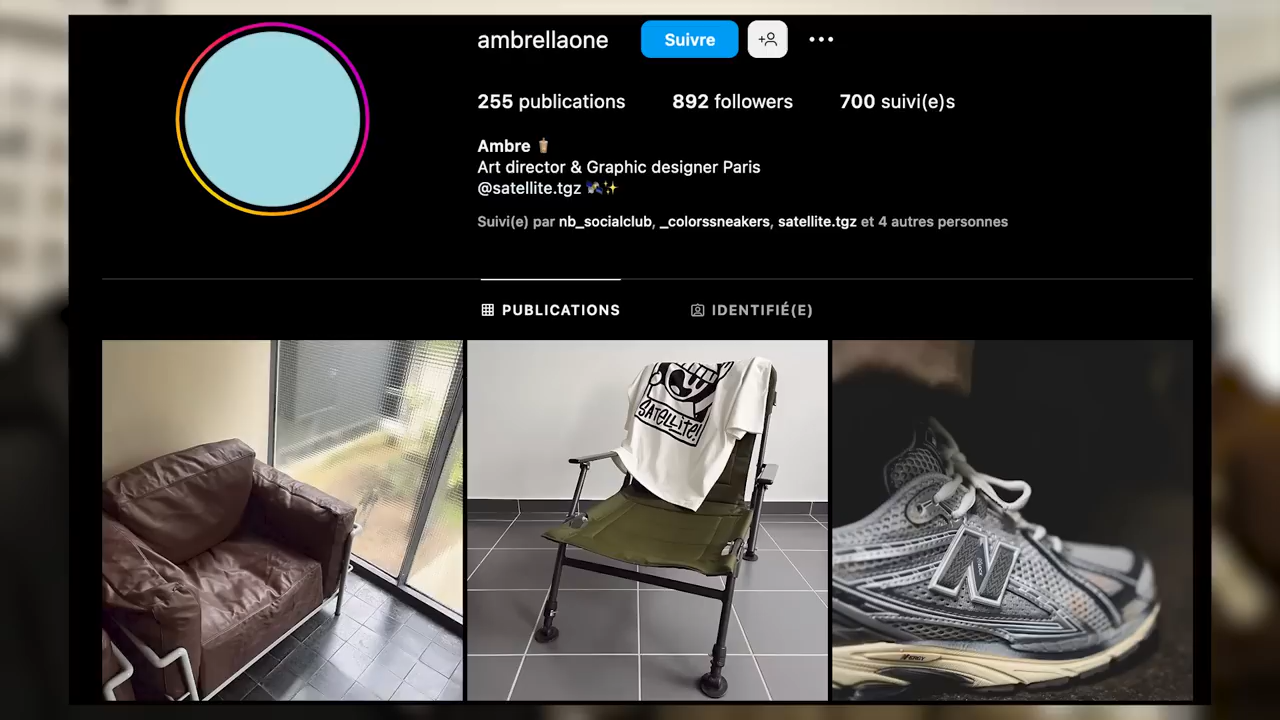 ambrellaone Suivre
255 publications 892 followers 700 suivi(e)s
Ambre
Art director & Graphic designer Paris
@satellite.tgz
Suivi(e) par nb_socialclub, _colorssneakers, satellite.tgz et 4 autres personnes
PUBLICATIONS IDENTIFIÉ(E)
SATELLITE!
N